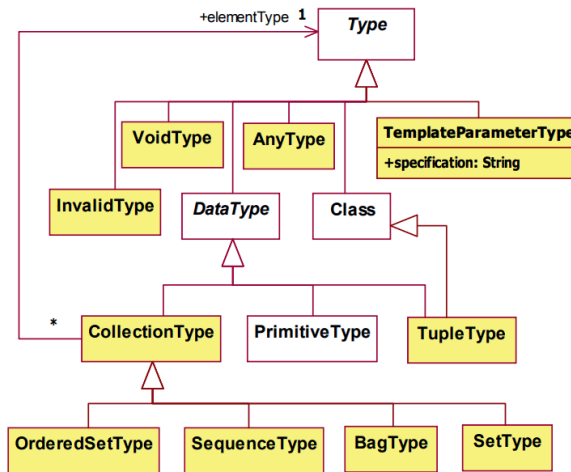 +elementType 1
Type
VoidType
AnyType
TemplateParameterType
+specification: String
InvalidType
DataType
Class
*
CollectionType
PrimitiveType
TupleType
OrderedSetType
SequenceType
BagType
SetType